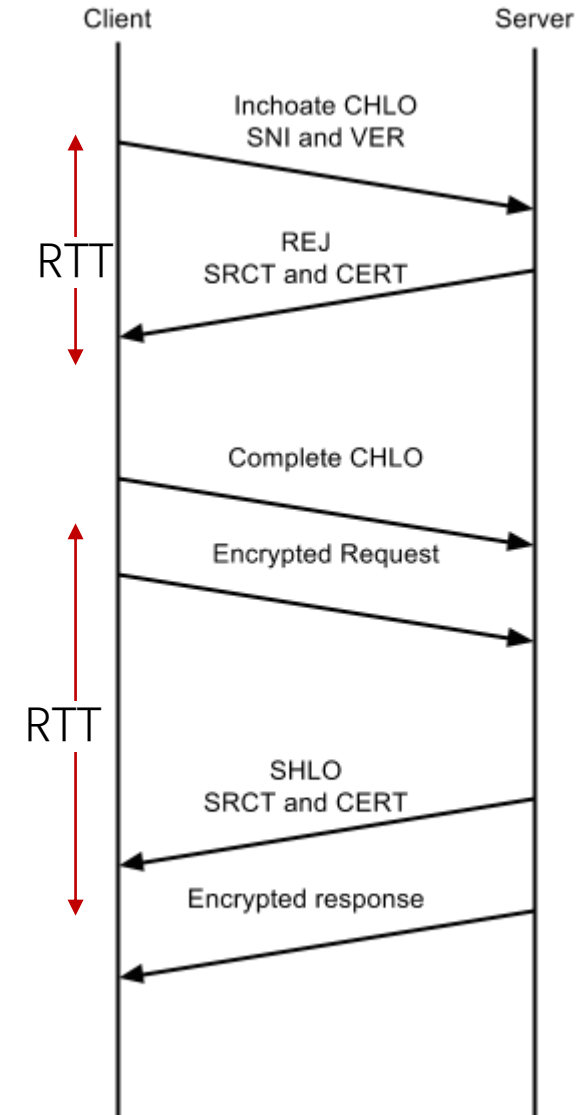 Client
Server
Inchoate CHLO
SNI and VER
RTT
REJ
SRCT and CERT
Complete CHLO
Encrypted Request
RTT
SHLO
SRCT and CERT
Encrypted response